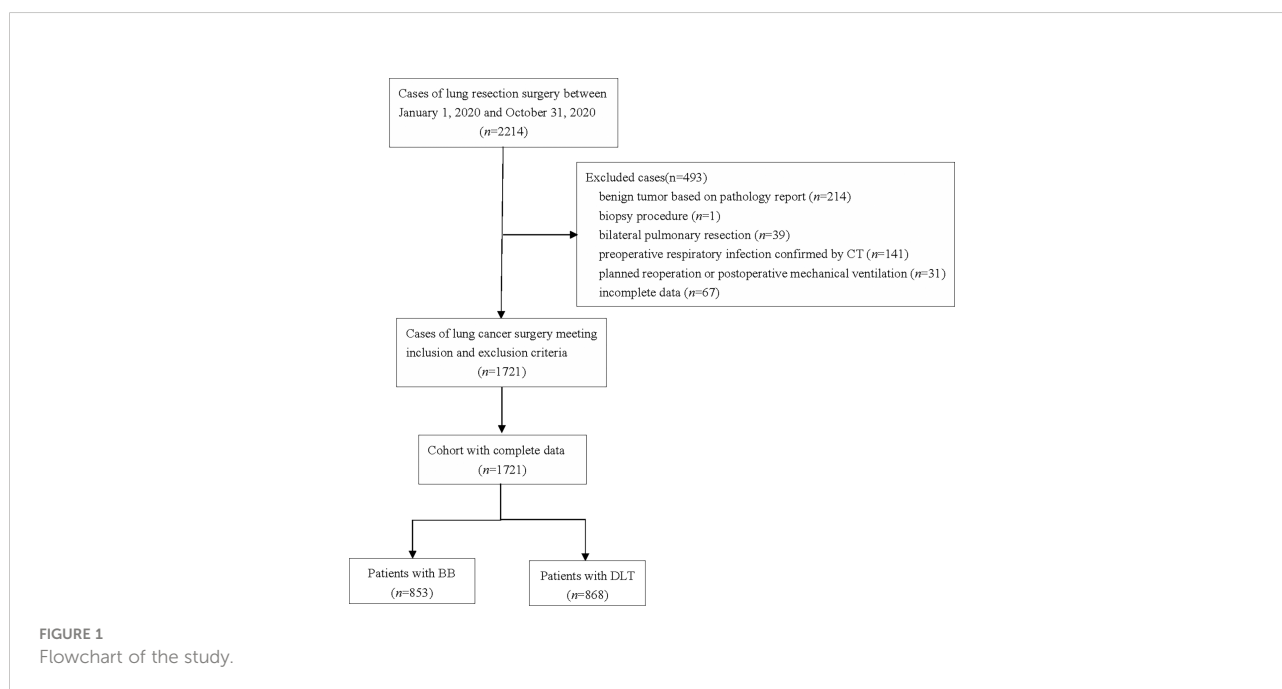 Cases of lung resection surgery between
January 1, 2020 and October 31, 2020
(n=2214)
Excluded cases(n=493)
benign tumor based on pathology report (n=214)
biopsy procedure (n=1)
bilateral pulmonary resection (n=39)
preoperative respiratory infection confirmed by CT (n=141)
planned reoperation or postoperative mechanical ventilation (n=31)
incomplete data (n=67)
Cases of lung cancer surgery meeting
inclusion and exclusion criteria
(n=1721)
Cohort with complete data
(n=1721)
Patients with BB
(n=853)
Patients with DLT
(n=868)
FIGURE 1
Flowchart of the study.